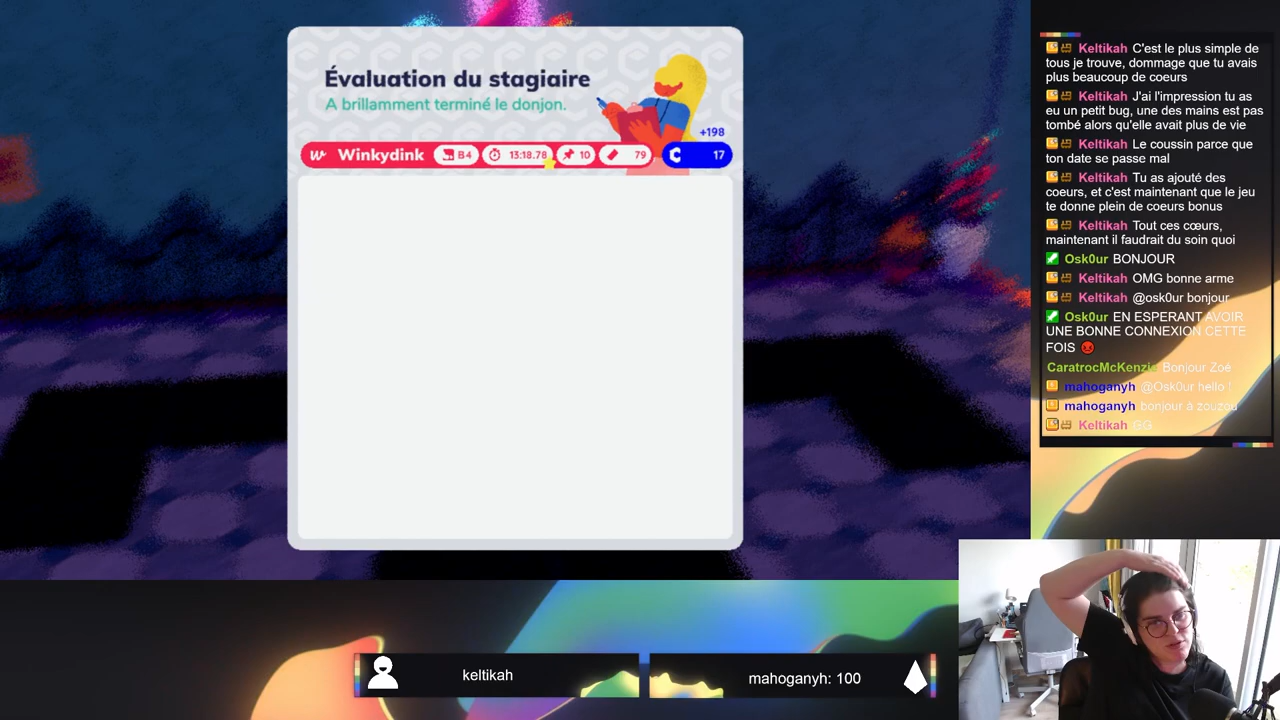 Évaluation du stagiaire
A brillamment terminé le donjon.
+198
w Winkydink B4 13:18.78 10 79 17
Keltikah C'est le plus simple de
tous je trouve, dommage que tu avais
plus beaucoup de coeurs
Keltikah J'ai l'impression tu as
eu un petit bug, une des mains est pas
tombé alors qu'elle avait plus de vie
Keltikah Le poussin parce que
ton date se passe mal
Keltikah Tu as ajouté des
coeurs, et c'est maintenant que le jeu
te donne plein de coeurs bonus
Keltikah Tout ces cœurs,
maintenant il faudrait du soin quoi
Osk0ur BONJOUR
Keltikah OMG bonne arme
Keltikah @osk0ur bonjour
Osk0ur EN ESPERANT AVOIR
UNE BONNE CONNEXION CETTE
FOIS
CaratrocMcKenzie Bonjour Zoé
mahoganyh @Osk0ur hello !
mahoganyh bonjour à zouzou
Keltikah GG
keltikah
mahoganyh: 100